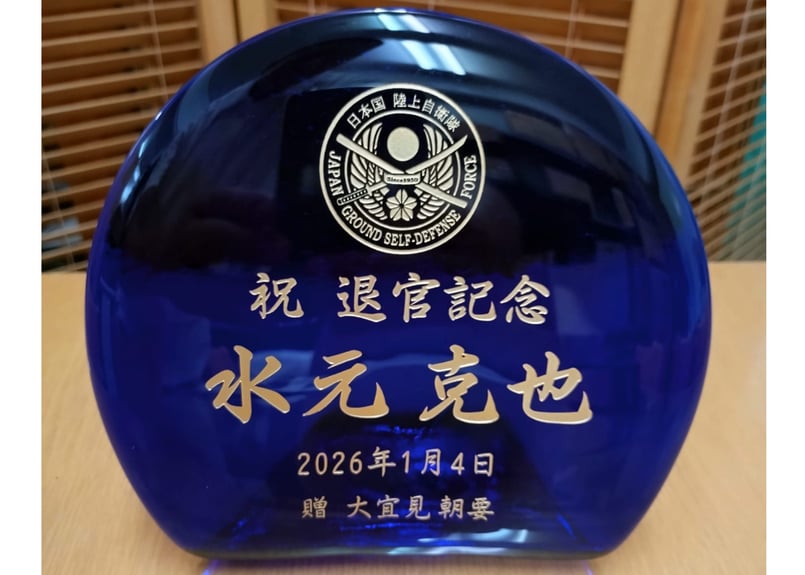 日本国 陸上自衛隊
Since1950
JAPAN GROUND SELF-DEFENSE FORCE
祝 退官記念
水元 克也
2026年1月4日
贈 大宜見 朝要